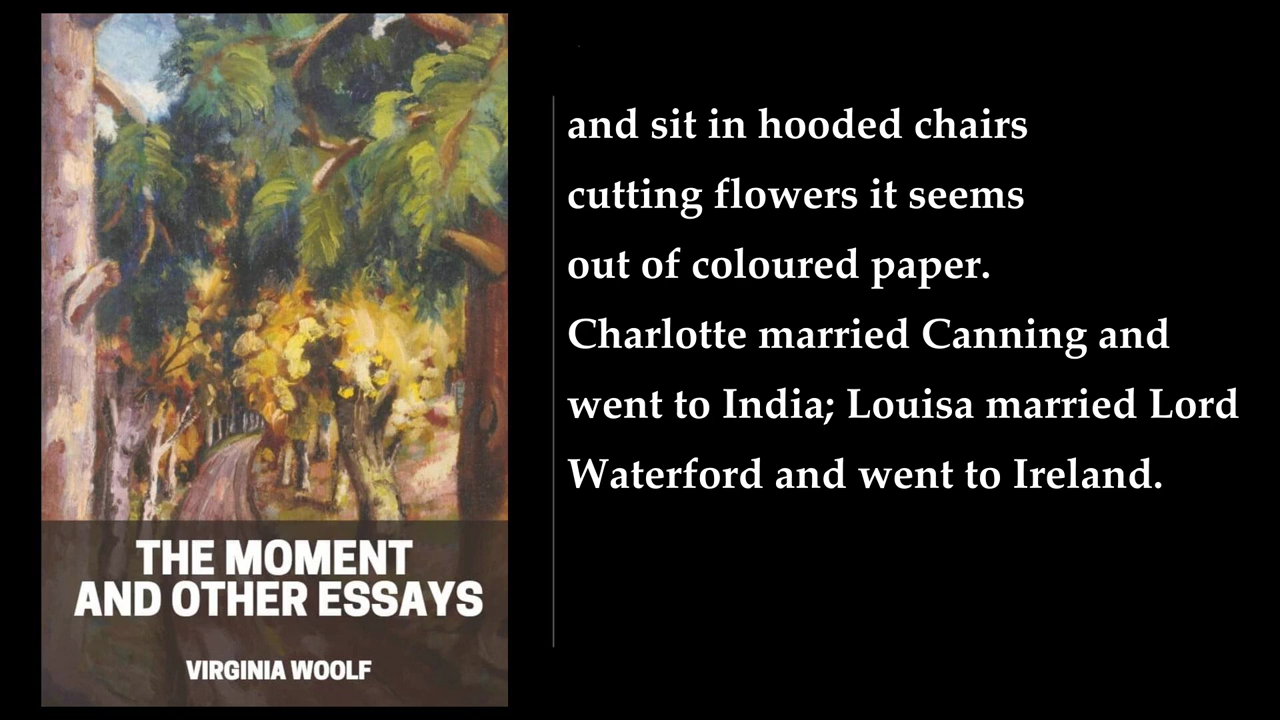 THE MOMENT
AND OTHER ESSAYS
VIRGINIA WOOLF
and sit in hooded chairs
cutting flowers it seems
out of coloured paper.
Charlotte married Canning and
went to India; Louisa married Lord
Waterford and went to Ireland.